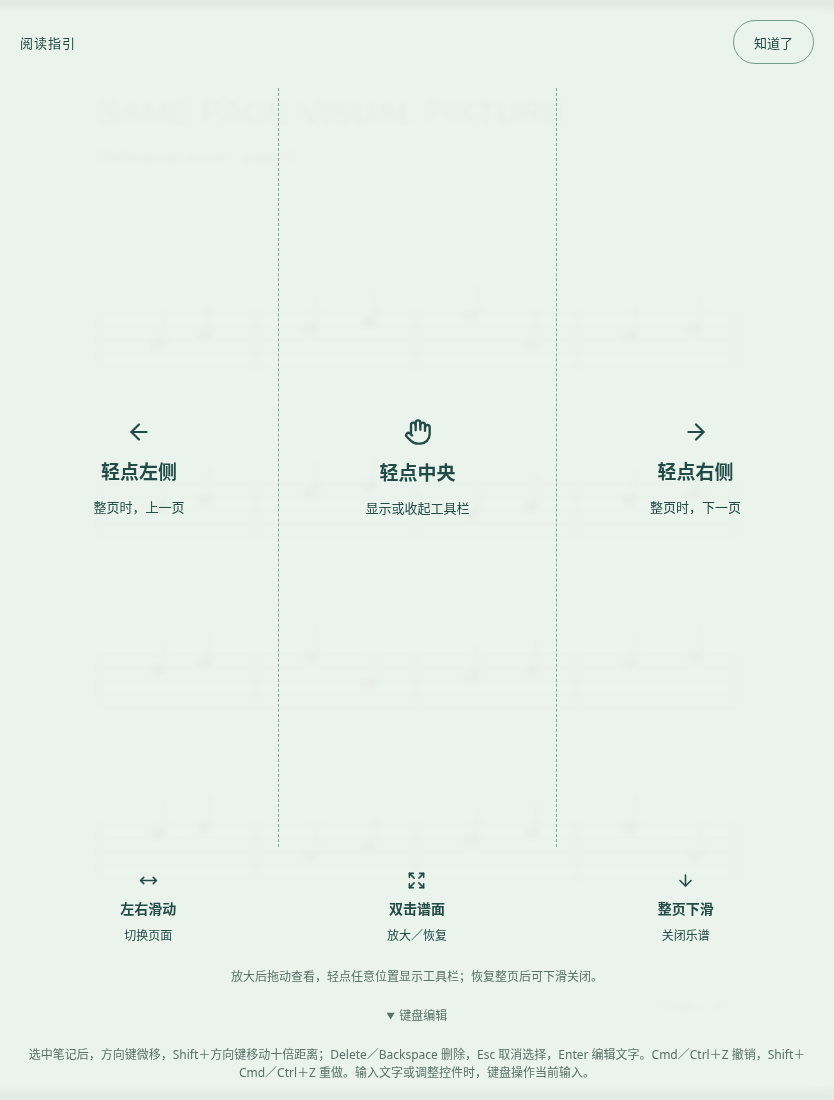 阅读指引
知道了
GAME PAGE VISUAL FIXTURE
轻点左侧
整页时，上一页
轻点中央
显示或收起工具栏
轻点右侧
整页时，下一页
左右滑动
切换页面
双击谱面
放大／恢复
整页下滑
关闭乐谱
放大后拖动查看，轻点任意位置显示工具栏；恢复整页后可下滑关闭。
▼ 键盘编辑
选中笔记后，方向键微移，Shift＋方向键移动十倍距离；Delete／Backspace 删除，Esc 取消选择，Enter 编辑文字。Cmd／Ctrl＋Z 撤销，Shift＋
Cmd／Ctrl＋Z 重做。输入文字或调整控件时，键盘操作当前输入。